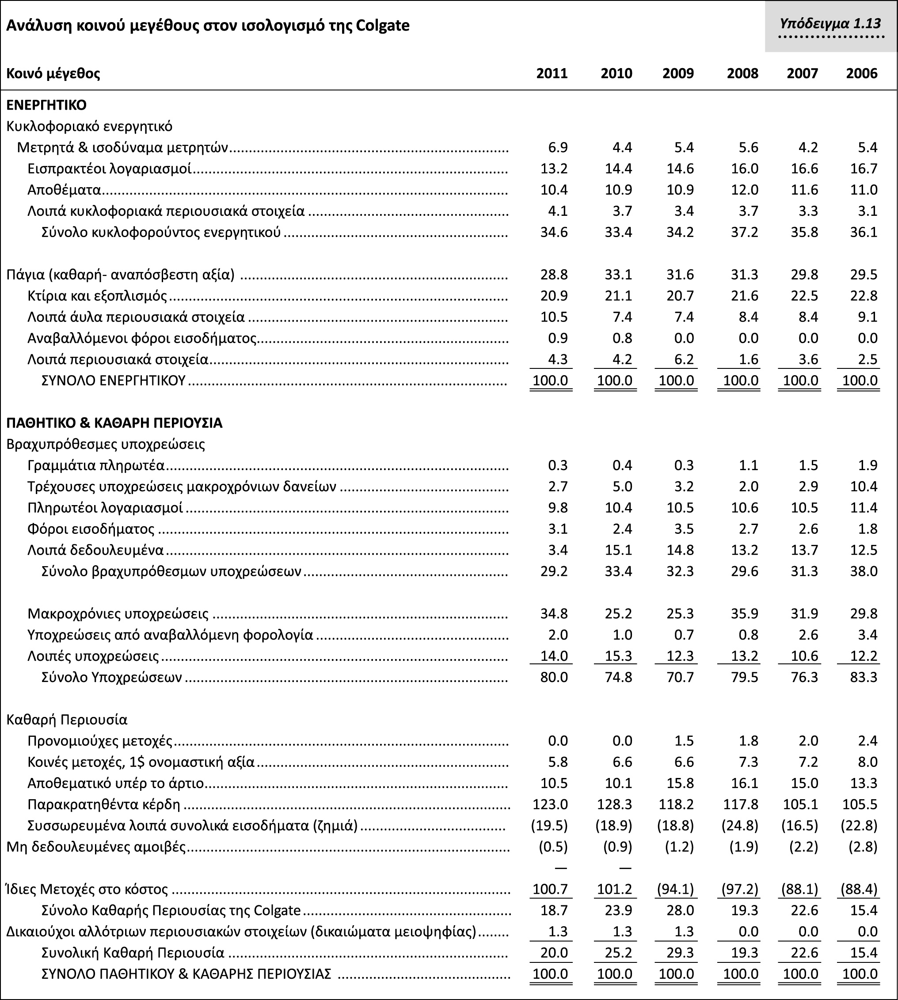 Ανάλυση κοινού μεγέθους στον ισολογισμό της Colgate Υπόδειγμα 1.13
Κοινό μέγεθος 2011 2010 2009 2008 2007 2006
ΕΝΕΡΓΗΤΙΚΟ
Κυκλοφοριακό ενεργητικό
Μετρητά & ισοδύναμα μετρητών 6.9 4.4 5.4 5.6 4.2 5.4
Εισπρακτέοι λογαριασμοί 13.2 14.4 14.6 16.0 16.6 16.7
Αποθέματα 10.4 10.9 10.9 12.0 11.6 11.0
Λοιπά κυκλοφοριακά περιουσιακά στοιχεία 4.1 3.7 3.4 3.7 3.3 3.1
Σύνολο κυκλοφορούντος ενεργητικού 34.6 33.4 34.2 37.2 35.8 36.1
Πάγια (καθαρή- αναπόσβεστη αξία) 28.8 33.1 31.6 31.3 29.8 29.5
Κτίρια και εξοπλισμός 20.9 21.1 20.7 21.6 22.5 22.8
Λοιπά άυλα περιουσιακά στοιχεία 10.5 7.4 7.4 8.4 8.4 9.1
Αναβαλλόμενοι φόροι εισοδήματος 0.9 0.8 0.0 0.0 0.0 0.0
Λοιπά περιουσιακά στοιχεία 4.3 4.2 6.2 1.6 3.6 2.5
ΣΥΝΟΛΟ ΕΝΕΡΓΗΤΙΚΟΥ 100.0 100.0 100.0 100.0 100.0 100.0
ΠΑΘΗΤΙΚΟ & ΚΑΘΑΡΗ ΠΕΡΙΟΥΣΙΑ
Βραχυπρόθεσμες υποχρεώσεις
Γραμμάτια πληρωτέα 0.3 0.4 0.3 1.1 1.5 1.9
Τρέχουσες υποχρεώσεις μακροχρόνιων δανείων 2.7 5.0 3.2 2.0 2.9 10.4
Πληρωτέοι λογαριασμοί 9.8 10.4 10.5 10.6 10.5 11.4
Φόροι εισοδήματος 3.1 2.4 3.5 2.7 2.6 1.8
Λοιπά δεδουλευμένα 3.4 15.1 14.8 13.2 13.7 12.5
Σύνολο βραχυπρόθεσμων υποχρεώσεων 29.2 33.4 32.3 29.6 31.3 38.0
Μακροχρόνιες υποχρεώσεις 34.8 25.2 25.3 35.9 31.9 29.8
Υποχρεώσεις από αναβαλλόμενη φορολογία 2.0 1.0 0.7 0.8 2.6 3.4
Λοιπές υποχρεώσεις 14.0 15.3 12.3 13.2 10.6 12.2
Σύνολο Υποχρεώσεων 80.0 74.8 70.7 79.5 76.3 83.3
Καθαρή Περιουσία
Προνομιούχες μετοχές 0.0 0.0 1.5 1.8 2.0 2.4
Κοινές μετοχές, 1$ ονομαστική αξία 5.8 6.6 6.6 7.3 7.2 8.0
Αποθεματικό υπέρ το άρτιο 10.5 10.1 15.8 16.1 15.0 13.3
Παρακρατηθέντα κέρδη 123.0 128.3 118.2 117.8 105.1 105.5
Συσσωρευμένα λοιπά συνολικά εισοδήματα (ζημιά) (19.5) (18.9) (18.8) (24.8) (16.5) (22.8)
Μη δεδουλευμένες αμοιβές (0.5) (0.9) (1.2) (1.9) (2.2) (2.8)
— —
Ίδιες Μετοχές στο κόστος 100.7 101.2 (94.1) (97.2) (88.1) (88.4)
Σύνολο Καθαρής Περιουσίας της Colgate 18.7 23.9 28.0 19.3 22.6 15.4
Δικαιούχοι αλλότριων περιουσιακών στοιχείων (δικαιώματα μειοψηφίας) 1.3 1.3 1.3 0.0 0.0 0.0
Συνολική Καθαρή Περιουσία 20.0 25.2 29.3 19.3 22.6 15.4
ΣΥΝΟΛΟ ΠΑΘΗΤΙΚΟΥ & ΚΑΘΑΡΗΣ ΠΕΡΙΟΥΣΙΑΣ 100.0 100.0 100.0 100.0 100.0 100.0